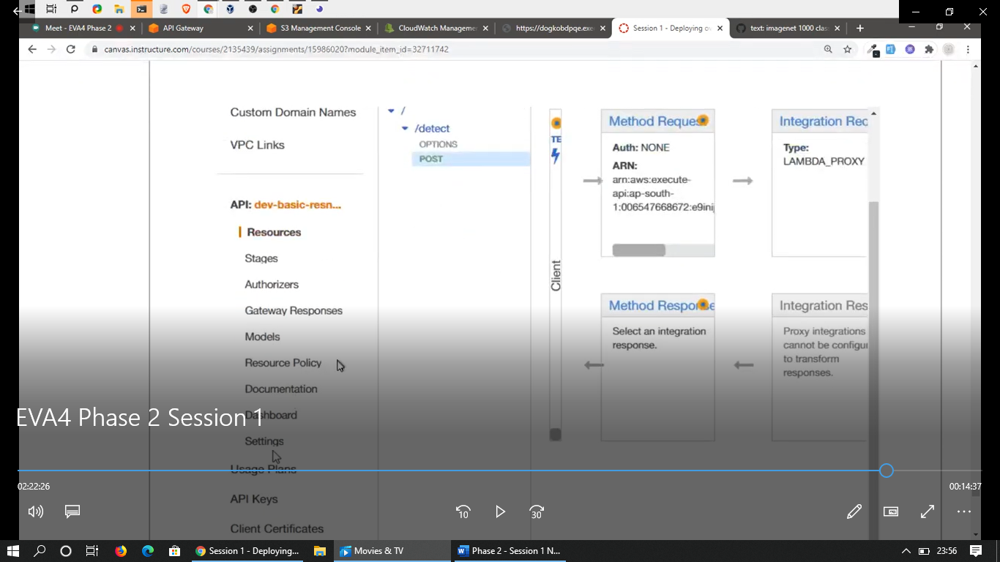 Meet - EVA4 Phase 2
API Gateway
S3 Management Console
CloudWatch Manageme
https://dogkobdpqe.exe
Session 1 - Deploying ov
text: imagenet 1000 clas
canvas.instructure.com/courses/2135439/assignments/15986020?module_item_id=32711742
Custom Domain Names
VPC Links
API: dev-basic-resn...
Resources
Stages
Authorizers
Gateway Responses
Models
Resource Policy
Documentation
Dashboard
Settings
Usage Plans
API Keys
Client Certificates
/
/detect
OPTIONS
POST
TE
Client
Method Request
Auth: NONE
ARN:
arn:aws:execute-
api:ap-south-
1:006547668672:e9inij
Integration Req
Type:
LAMBDA_PROXY
Method Response
Select an integration
response.
Integration Res
Proxy integrations
cannot be configur
to transform
responses.
EVA4 Phase 2 Session 1
02:22:26
00:14:37
10
30
Session 1 - Deploying...
Movies & TV
Phase 2 - Session 1 N...
23:56